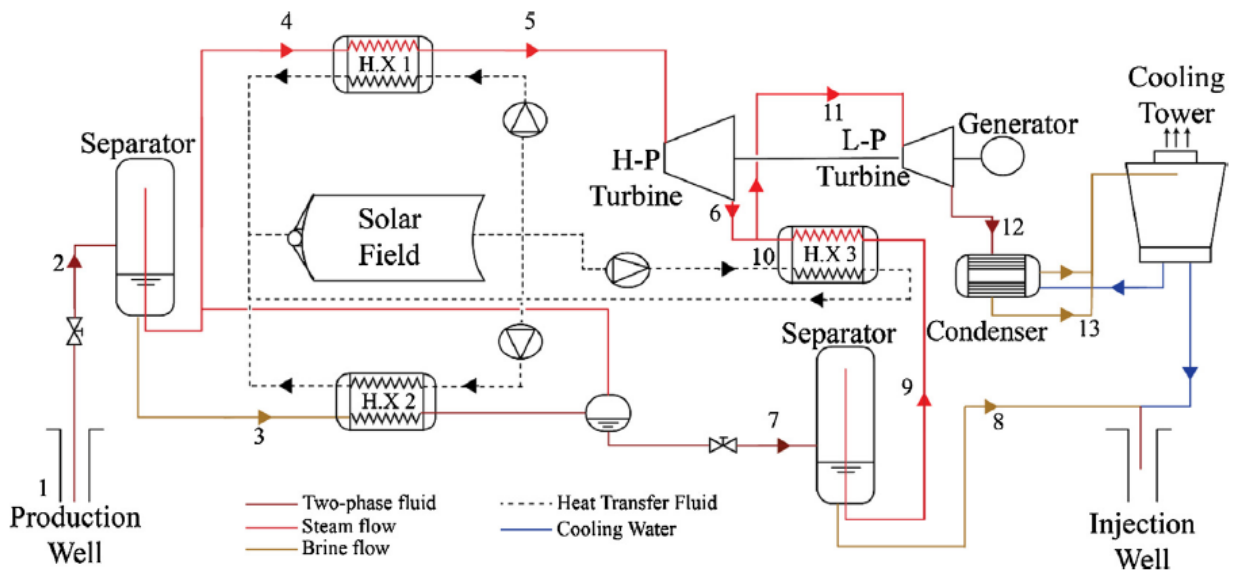 4
5
H.X 1
Cooling
Tower
Separator
11
Generator
L-P
Turbine
H-P
Turbine
Solar
Field
6
10
H.X 3
12
2
Condenser
13
Separator
9
H.X 2
3
7
8
1
Production
Well
Two-phase fluid
Steam flow
Brine flow
Heat Transfer Fluid
Cooling Water
Injection
Well